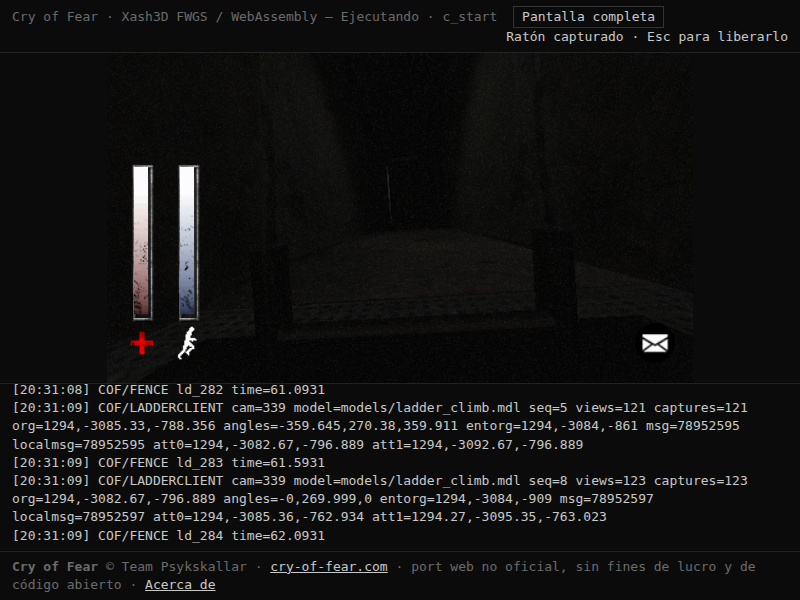 Cry of Fear · Xash3D FWGS / WebAssembly — Ejecutando · c_start Pantalla completa
Ratón capturado · Esc para liberarlo
[20:31:08] COF/FENCE ld_282 time=61.0931
[20:31:09] COF/LADDERCLIENT cam=339 model=models/ladder_climb.mdl seq=5 views=121 captures=121
org=1294,-3085.33,-788.356 angles=-359.645,270.38,359.911 entorg=1294,-3084,-861 msg=78952595
localmsg=78952595 att0=1294,-3082.67,-796.889 att1=1294,-3092.67,-796.889
[20:31:09] COF/FENCE ld_283 time=61.5931
[20:31:09] COF/LADDERCLIENT cam=339 model=models/ladder_climb.mdl seq=8 views=123 captures=123
org=1294,-3082.67,-796.889 angles=-0,269.999,0 entorg=1294,-3084,-909 msg=78952597
localmsg=78952597 att0=1294,-3085.36,-762.934 att1=1294.27,-3095.35,-763.023
[20:31:09] COF/FENCE ld_284 time=62.0931
Cry of Fear © Team Psyskallar · cry-of-fear.com · port web no oficial, sin fines de lucro y de
código abierto · Acerca de